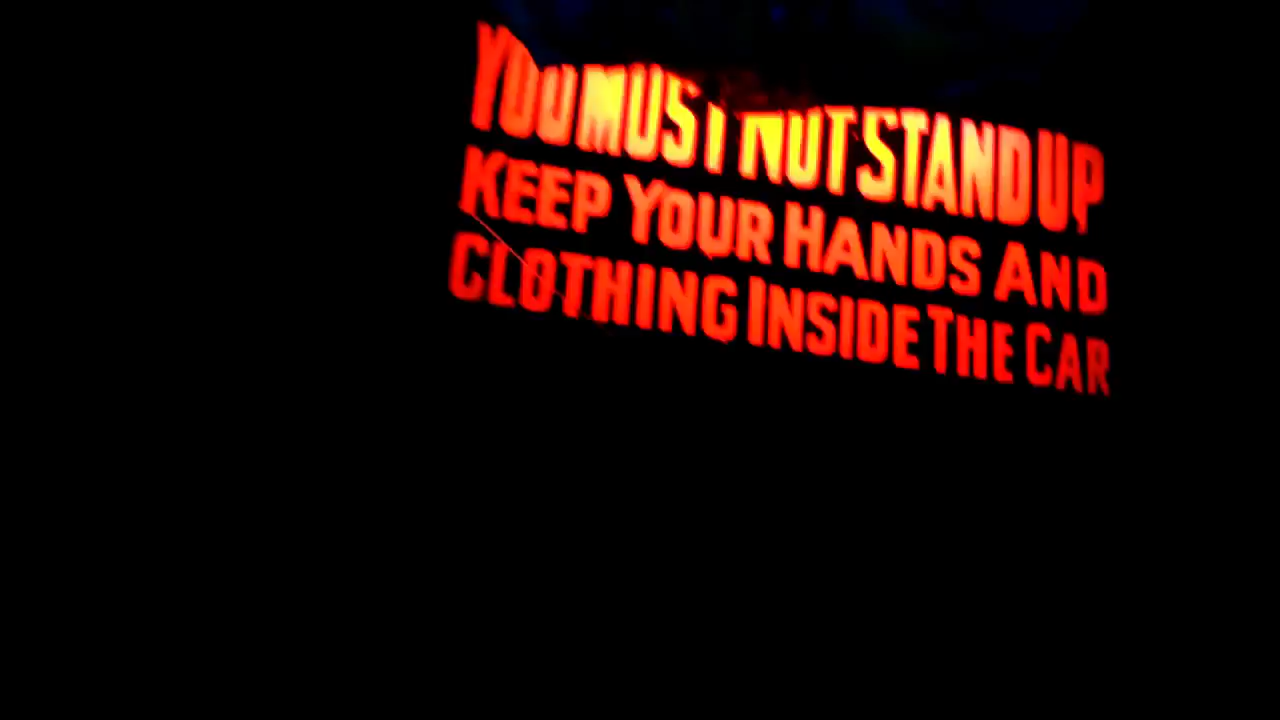 YOU MUST NOT STAND UP
KEEP YOUR HANDS AND
CLOTHING INSIDE THE CAR